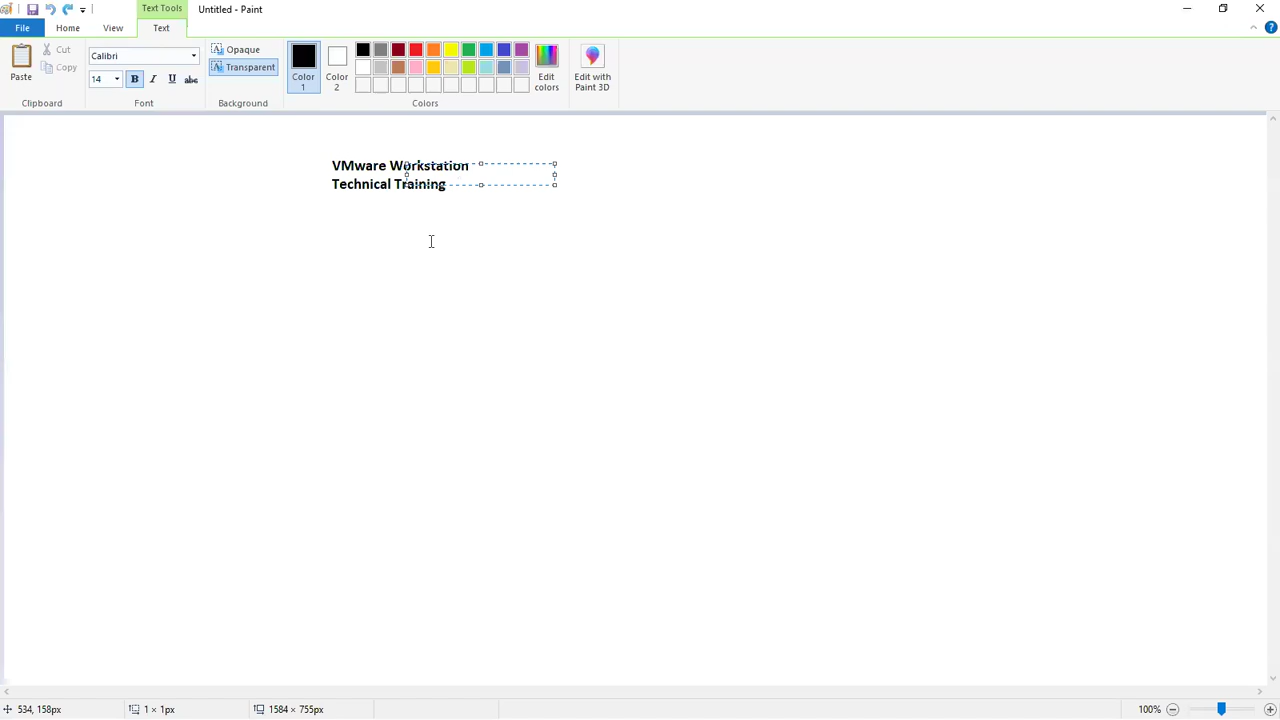 Text Tools
Untitled - Paint
File
Home
View
Text
Paste
Cut
Copy
Clipboard
Calibri
14
B I U abc
Font
Opaque
Transparent
Background
Color 1
Color 2
Edit colors
Colors
Edit with Paint 3D
VMware Workstation
Technical Training
534, 158px
1 × 1px
1584 × 755px
100%